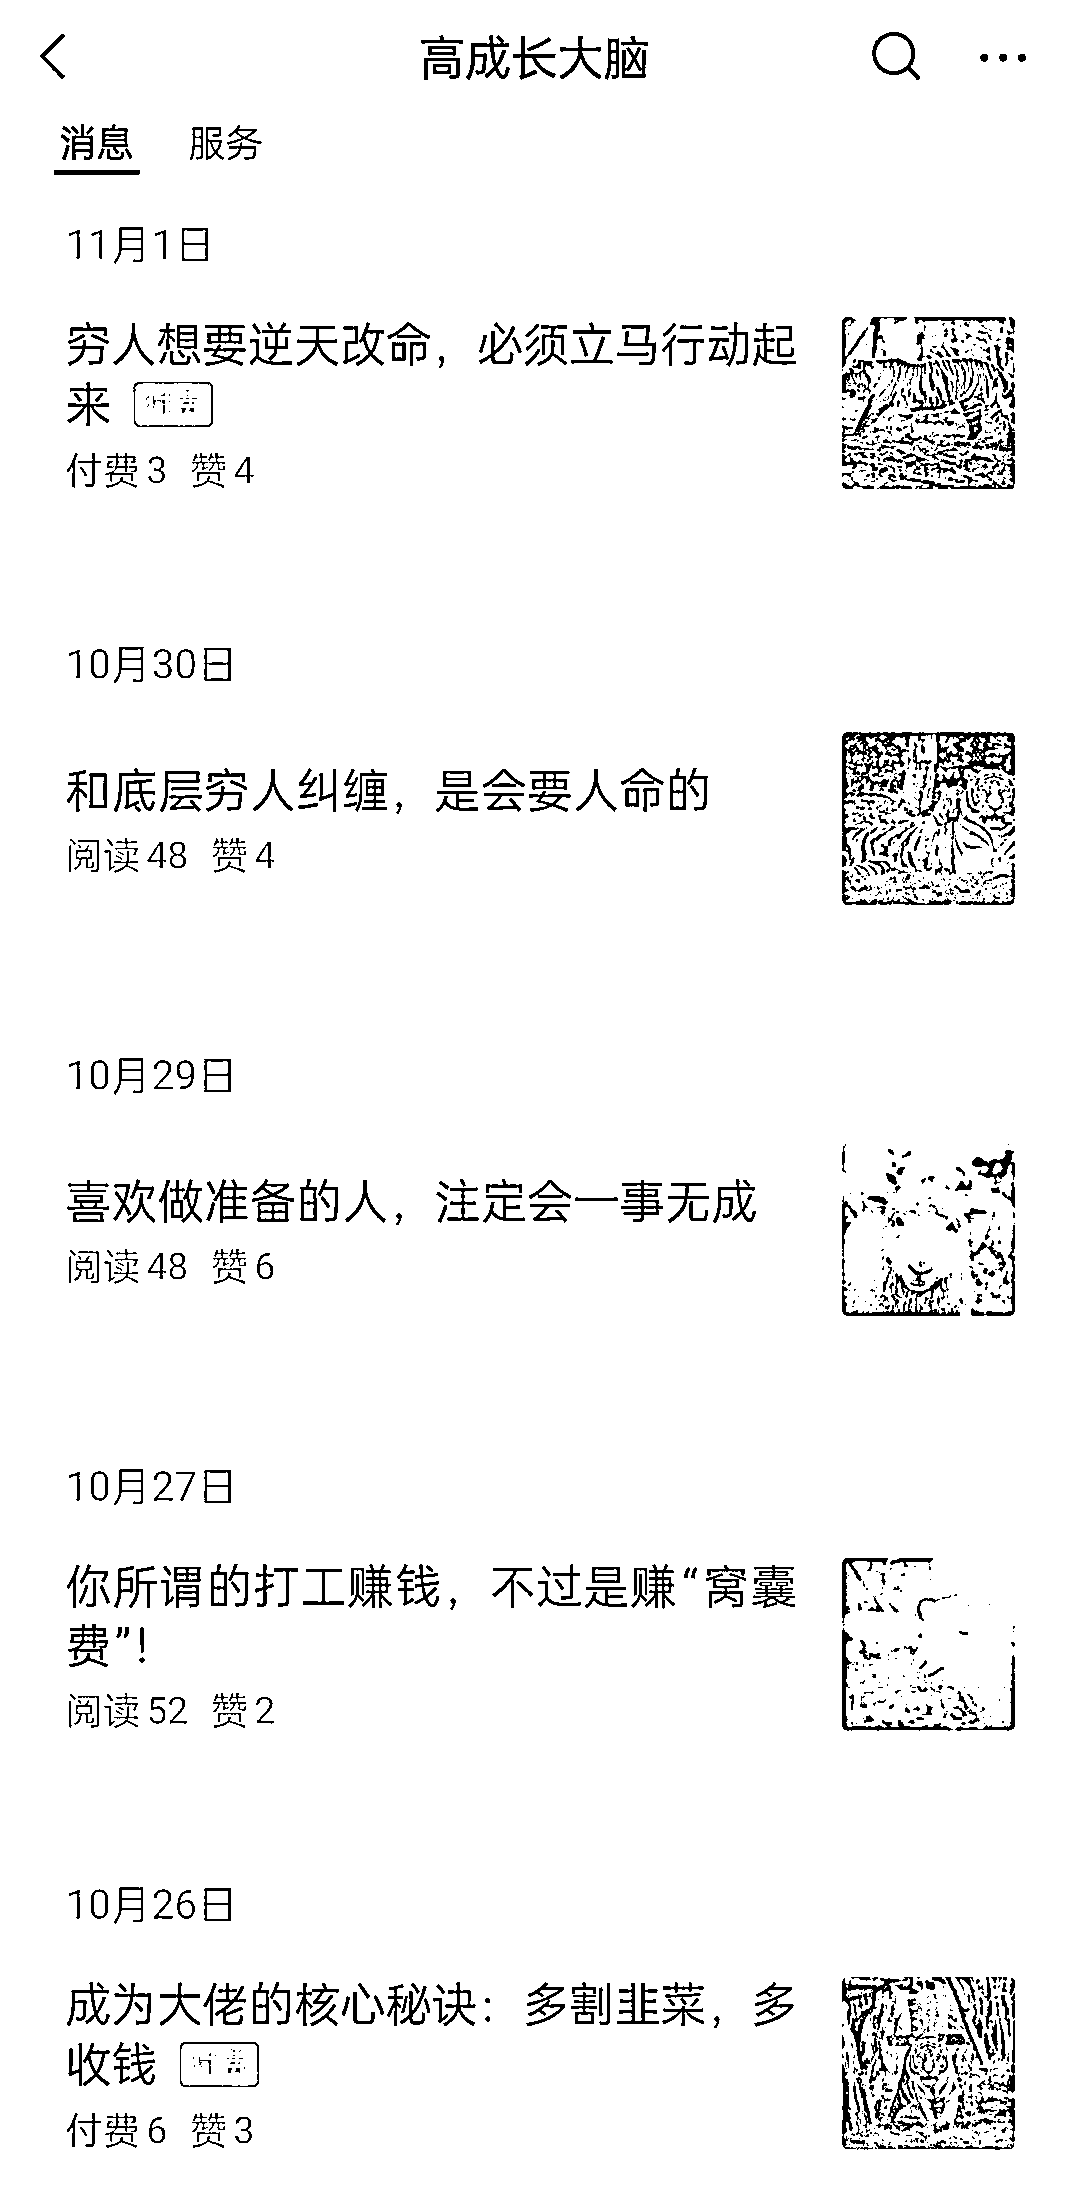 高成长大脑
消息 服务
11月1日
穷人想要逆天改命，必须立马行动起
来
付费 3 赞 4
10月30日
和底层穷人纠缠，是会要人命的
阅读 48 赞 4
10月29日
喜欢做准备的人，注定会一事无成
阅读 48 赞 6
10月27日
你所谓的打工赚钱，不过是赚“窝囊
费”！
阅读 52 赞 2
10月26日
成为大佬的核心秘诀：多割韭菜，多
收钱
付费 6 赞 3